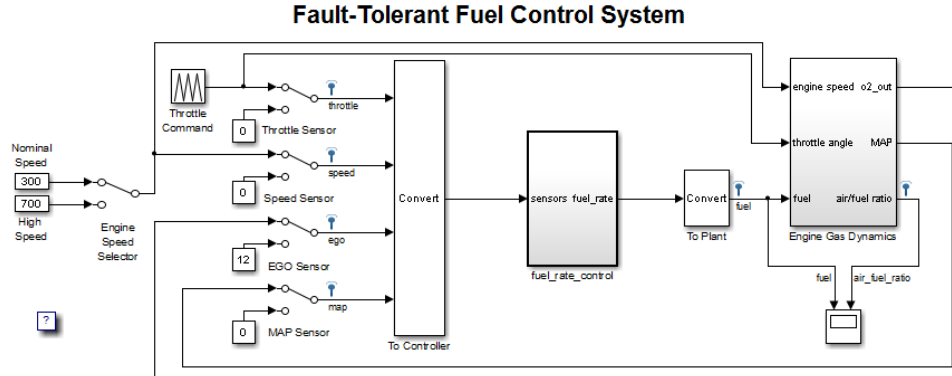 Fault-Tolerant Fuel Control System
Throttle
Command
throttle
0
Throttle Sensor
Nominal
Speed
300
700
High
Speed
Engine
Speed
Selector
speed
0
Speed Sensor
ego
12
EGO Sensor
map
0
MAP Sensor
Convert
To Controller
sensors fuel_rate
fuel_rate_control
Convert
To Plant
fuel
engine speed o2_out
throttle angle MAP
fuel air/fuel ratio
Engine Gas Dynamics
fuel air_fuel_ratio
?